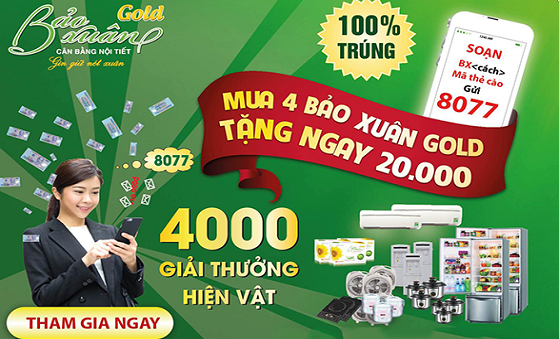 Bảo Xuân Gold
CÂN BẰNG NỘI TIẾT
Gìn giữ nét xuân
100%
TRÚNG
SOẠN
BX<cách>
Mã thẻ cào
Gửi
8077
MUA 4 BẢO XUÂN GOLD
TẶNG NGAY 20.000
8077
4000
GIẢI THƯỞNG
HIỆN VẬT
THAM GIA NGAY